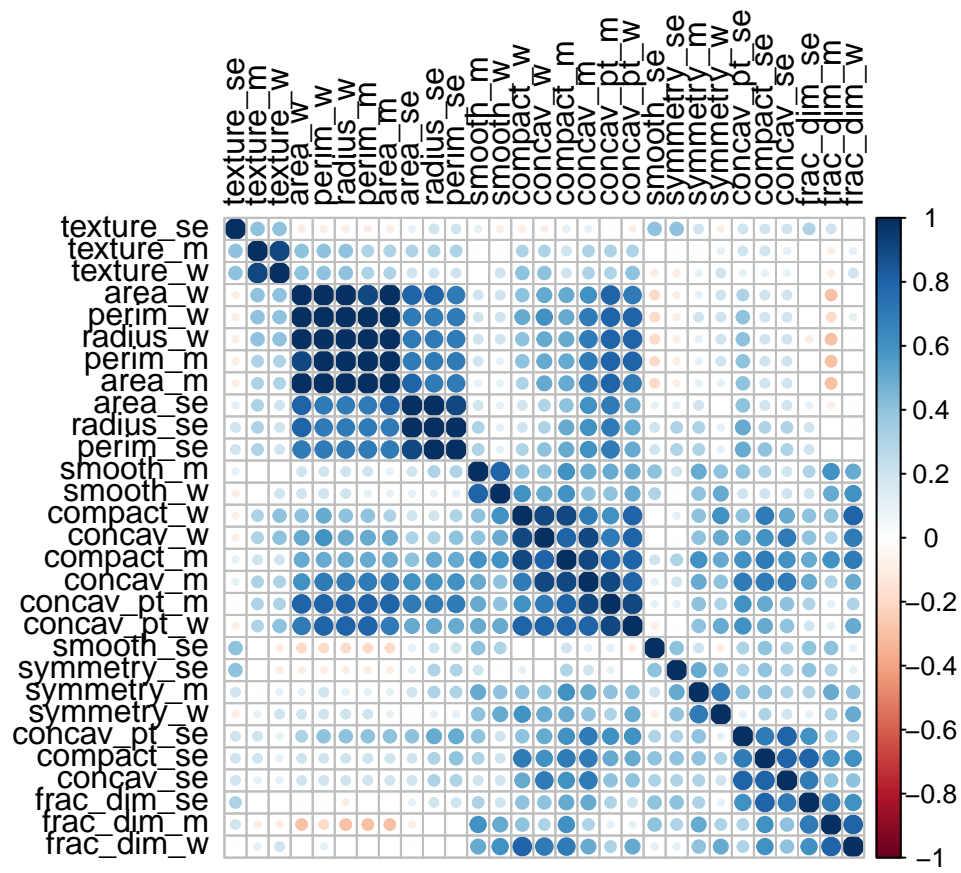 texture_se
texture_m
texture_w
area_w
perim_w
radius_w
perim_m
area_m
area_se
radius_se
perim_se
smooth_m
smooth_w
compact_w
concav_w
compact_m
concav_m
concav_pt_m
concav_pt_w
smooth_se
symmetry_se
symmetry_m
symmetry_w
concav_pt_se
compact_se
concav_se
frac_dim_se
frac_dim_m
frac_dim_w
texture_se
texture_m
texture_w
area_w
perim_w
radius_w
perim_m
area_m
area_se
radius_se
perim_se
smooth_m
smooth_w
compact_w
concav_w
compact_m
concav_m
concav_pt_m
concav_pt_w
smooth_se
symmetry_se
symmetry_m
symmetry_w
concav_pt_se
compact_se
concav_se
frac_dim_se
frac_dim_m
frac_dim_w
1
0.8
0.6
0.4
0.2
0
−0.2
−0.4
−0.6
−0.8
−1